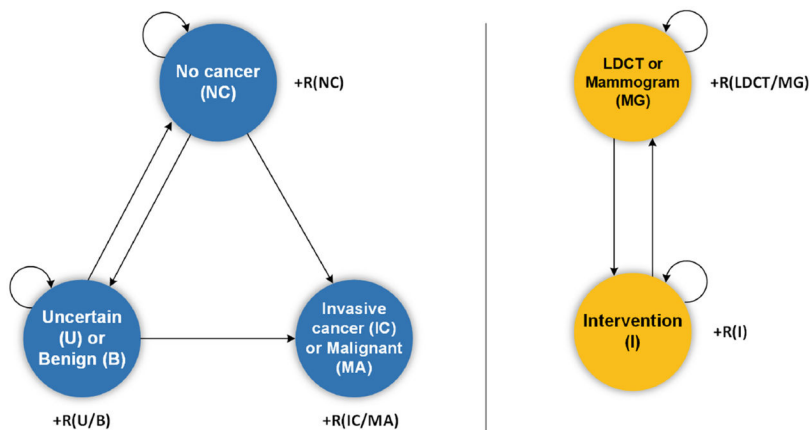 No cancer
(NC)
+R(NC)
Uncertain
(U) or
Benign (B)
+R(U/B)
Invasive
cancer (IC)
or Malignant
(MA)
+R(IC/MA)
LDCT or
Mammogram
(MG)
+R(LDCT/MG)
Intervention
(I)
+R(I)